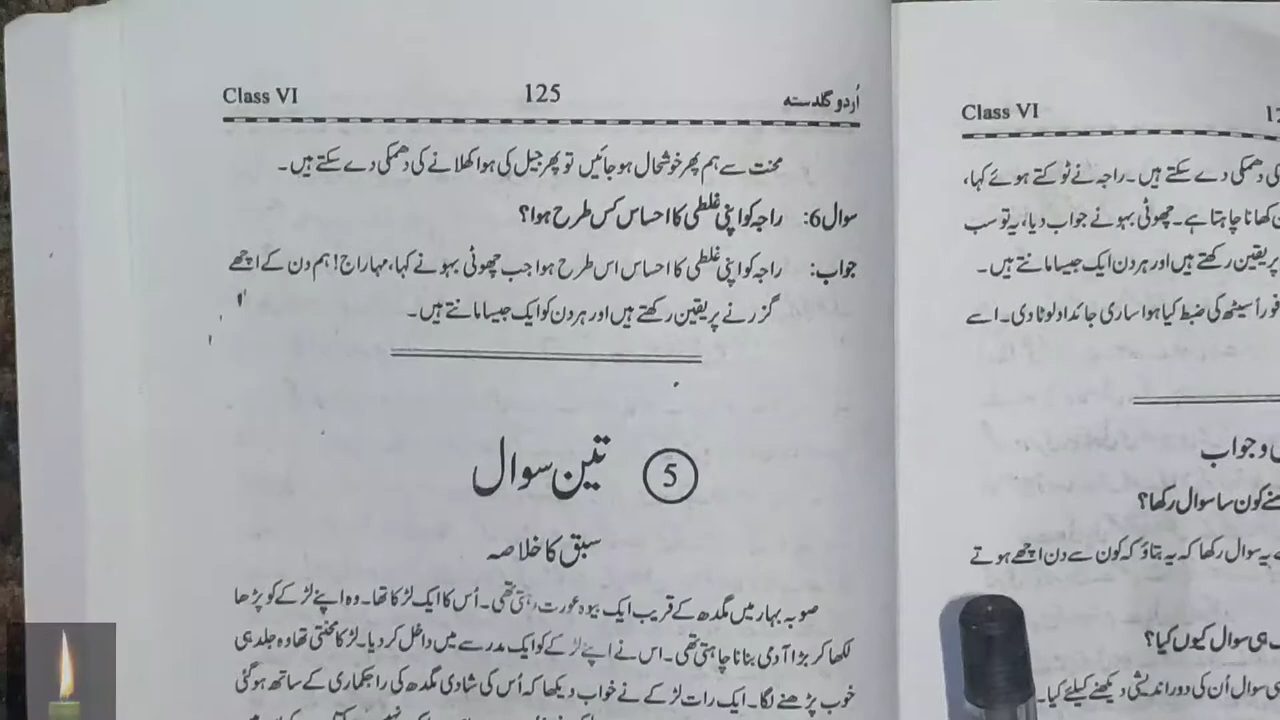 Class VI 125 اُردو گلدستہ
محنت سے ہم پھر خوشحال ہو جائیں تو پھر جیل کی ہوا کھلانے کی دھمکی دے سکتے ہیں۔
سوال 6: راجہ کو اپنی غلطی کا احساس کس طرح ہوا؟
جواب: راجہ کو اپنی غلطی کا احساس اس طرح ہوا جب چھوٹی بہو نے کہا، مہاراج! ہم دن کے اچھے
گزرنے پر یقین رکھتے ہیں اور ہر دن کو ایک جیسا مانتے ہیں۔
5 تین سوال
سبق کا خلاصہ
صوبہ بہار میں مگدھ کے قریب ایک بیوہ عورت رہتی تھی۔ اُس کا ایک لڑکا تھا۔ وہ اپنے لڑکے کو پڑھا
لکھا کر بڑا آدمی بنانا چاہتی تھی۔ اس نے اپنے لڑکے کو ایک مدرسے میں داخل کر دیا۔ لڑکا محنتی تھا وہ جلد ہی
خوب پڑھنے لگا۔ ایک رات لڑکے نے خواب دیکھا کہ اُس کی شادی مگدھ کی راجکماری کے ساتھ ہو گئی
Class VI
کی دھمکی دے سکتے ہیں۔ راجہ نے ٹوکتے ہوئے کہا،
کھانا چاہتا ہے۔ چھوٹی بہو نے جواب دیا، یہ تو سب
پر یقین رکھتے ہیں اور ہر دن ایک جیسا مانتے ہیں۔
فوراً سیٹھ کی ضبط کیا ہوا ساری جائداد لوٹا دی۔ اسے
و جواب
کون سا سوال رکھا؟
یہ سوال رکھا کہ یہ بتاؤ کہ کون سے دن اچھے ہوتے
ہی سوال کیوں کیا؟
ہی سوال اُن کی دور اندیشی دیکھنے کیلئے کیا۔